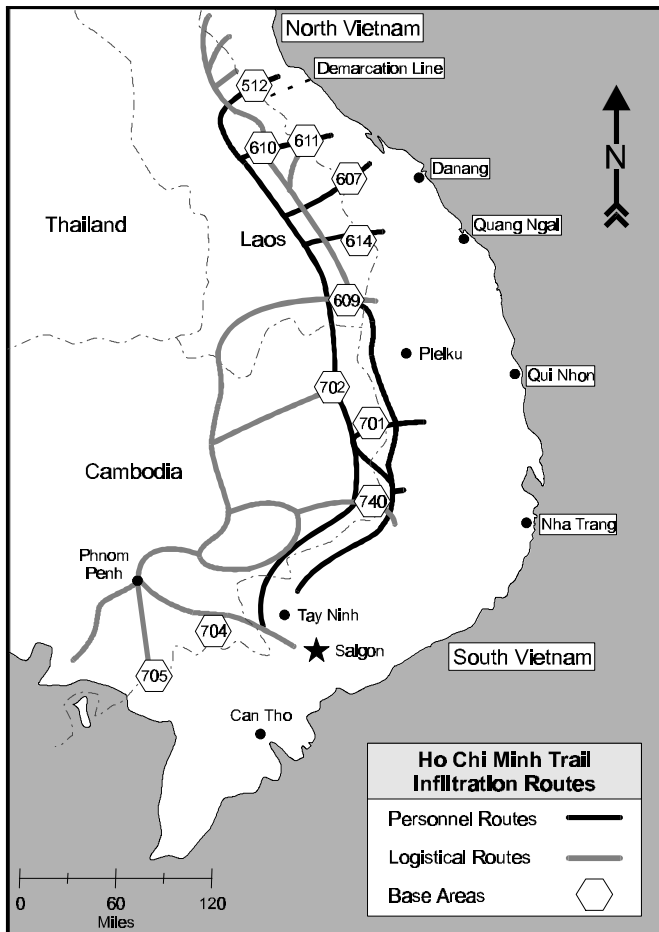 North Vietnam
Demarcation Line
512
611
610
607
Danang
N
Thailand
Laos
614
Quang Ngai
609
Pleiku
702
Qui Nhon
701
Cambodia
740
Nha Trang
Phnom
Penh
Tay Ninh
704
Saigon
South Vietnam
705
Can Tho
Ho Chi Minh Trail
Infiltration Routes
Personnel Routes
Logistical Routes
Base Areas
0 60 120
Miles